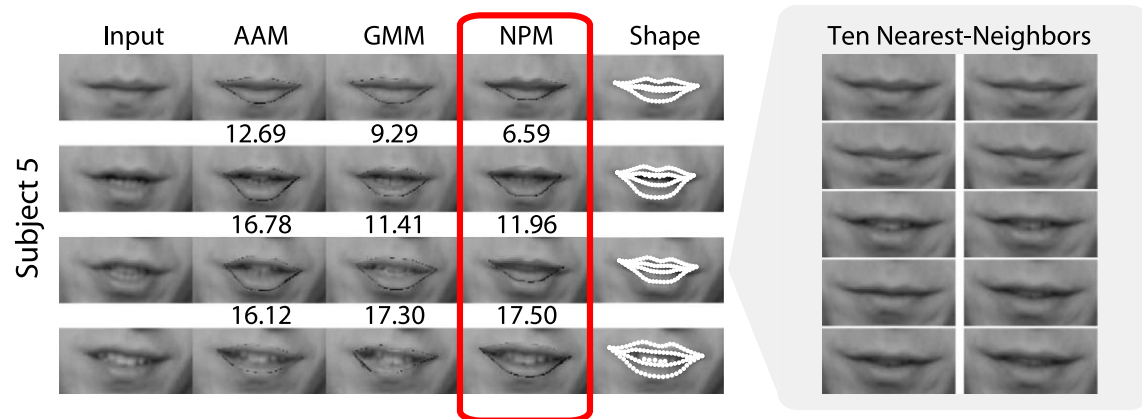 Input AAM GMM NPM Shape Ten Nearest-Neighbors
Subject 5
12.69 9.29 6.59
16.78 11.41 11.96
16.12 17.30 17.50